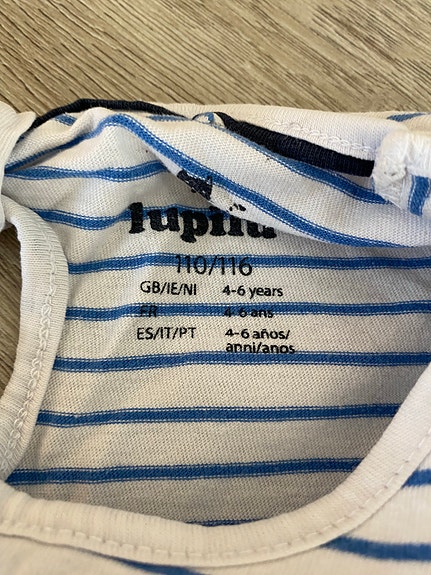 lupilu
110/116
GB/IE/NI 4-6 years
FR 4-6 ans
ES/IT/PT 4-6 años/
anni/anos